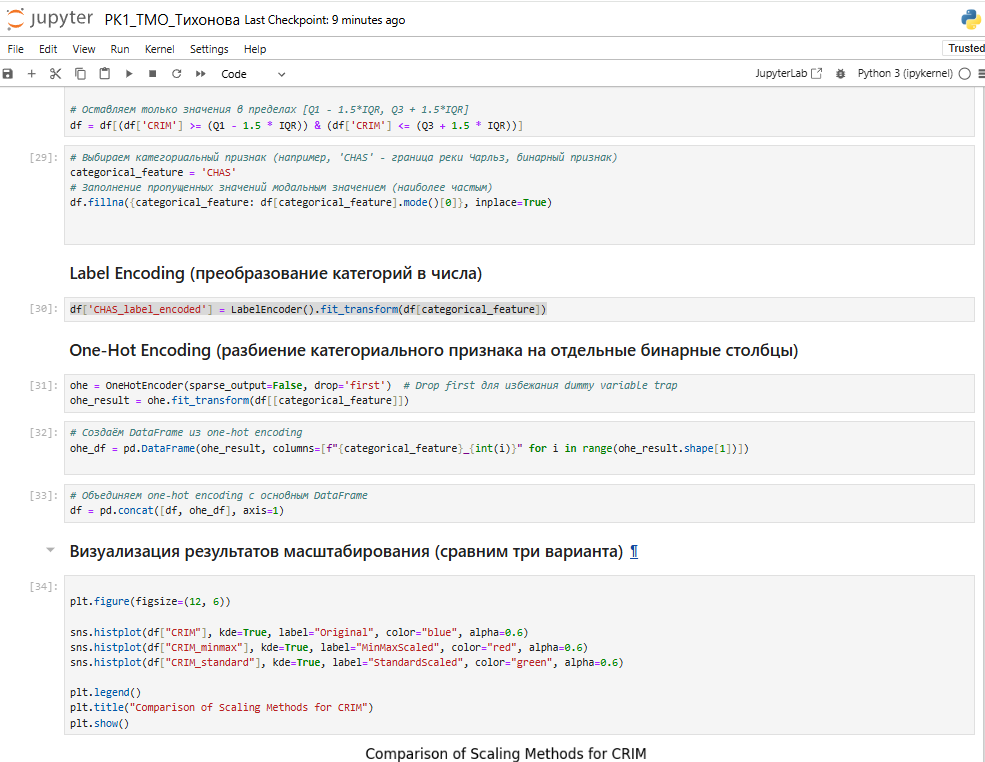 jupyter РК1_ТМО_Тихонова Last Checkpoint: 9 minutes ago
File Edit View Run Kernel Settings Help
Trusted
Code
JupyterLab
Python 3 (ipykernel)
# Оставляем только значения в пределах [Q1 - 1.5*IQR, Q3 + 1.5*IQR]
df = df[(df['CRIM'] >= (Q1 - 1.5 * IQR)) & (df['CRIM'] <= (Q3 + 1.5 * IQR))]
[29]:
# Выбираем категориальный признак (например, 'CHAS' - граница реки Чарльз, бинарный признак)
categorical_feature = 'CHAS'
# Заполнение пропущенных значений модальным значением (наиболее частым)
df.fillna({categorical_feature: df[categorical_feature].mode()[0]}, inplace=True)
Label Encoding (преобразование категорий в числа)
[30]:
df['CHAS_label_encoded'] = LabelEncoder().fit_transform(df[categorical_feature])
One-Hot Encoding (разбиение категориального признака на отдельные бинарные столбцы)
[31]:
ohe = OneHotEncoder(sparse_output=False, drop='first')  # Drop first для избежания dummy variable trap
ohe_result = ohe.fit_transform(df[[categorical_feature]])
[32]:
# Создаём DataFrame из one-hot encoding
ohe_df = pd.DataFrame(ohe_result, columns=[f"{categorical_feature}_{int(i)}" for i in range(ohe_result.shape[1])])
[33]:
# Объединяем one-hot encoding с основным DataFrame
df = pd.concat([df, ohe_df], axis=1)
Визуализация результатов масштабирования (сравним три варианта) ¶
[34]:
plt.figure(figsize=(12, 6))
sns.histplot(df["CRIM"], kde=True, label="Original", color="blue", alpha=0.6)
sns.histplot(df["CRIM_minmax"], kde=True, label="MinMaxScaled", color="red", alpha=0.6)
sns.histplot(df["CRIM_standard"], kde=True, label="StandardScaled", color="green", alpha=0.6)
plt.legend()
plt.title("Comparison of Scaling Methods for CRIM")
plt.show()
Comparison of Scaling Methods for CRIM